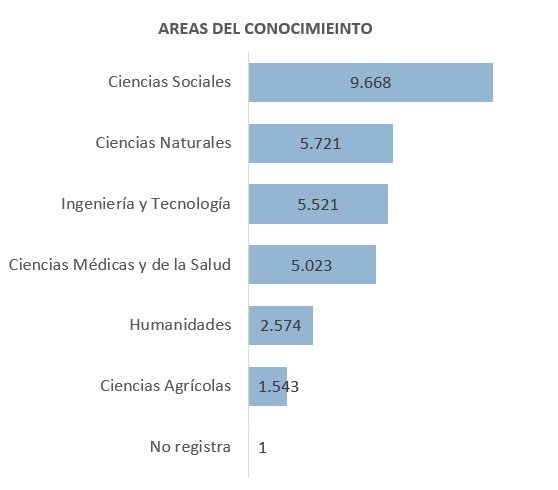 AREAS DEL CONOCIMIEINTO
Ciencias Sociales 9.668
Ciencias Naturales 5.721
Ingeniería y Tecnología 5.521
Ciencias Médicas y de la Salud 5.023
Humanidades 2.574
Ciencias Agrícolas 1.543
No registra 1